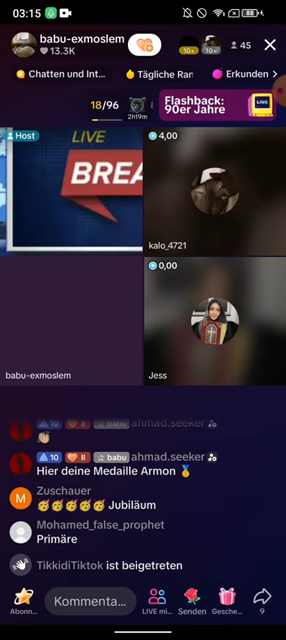 03:15
88
babu-exmoslem
13.3K
10+
10+
45
Chatten und Int...
Tägliche Ran
Erkunden
18/96
2h19m
Flashback:
90er Jahre
LIVE
Host
LIVE
BREA
4,00
kalo_4721
0,00
babu-exmoslem
Jess
10 II babu ahmad.seeker
10 II babu ahmad.seeker
Hier deine Medaille Armon 🥇
M
Zuschauer
🥳🥳🥳🥳🥳 Jubiläum
Mohamed_false_prophet
Primäre
TikkidiTiktok ist beigetreten
Kommenta...
Abonn...
LIVE mi...
Senden
Gesche...
9